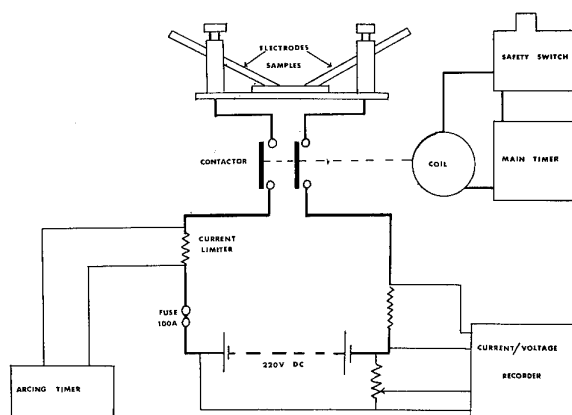 ELECTRODES
SAMPLES
SAFETY SWITCH
CONTACTOR
COIL
MAIN TIMER
CURRENT
LIMITER
FUSE
100A
220V DC
CURRENT/VOLTAGE
RECORDER
ARCING TIMER